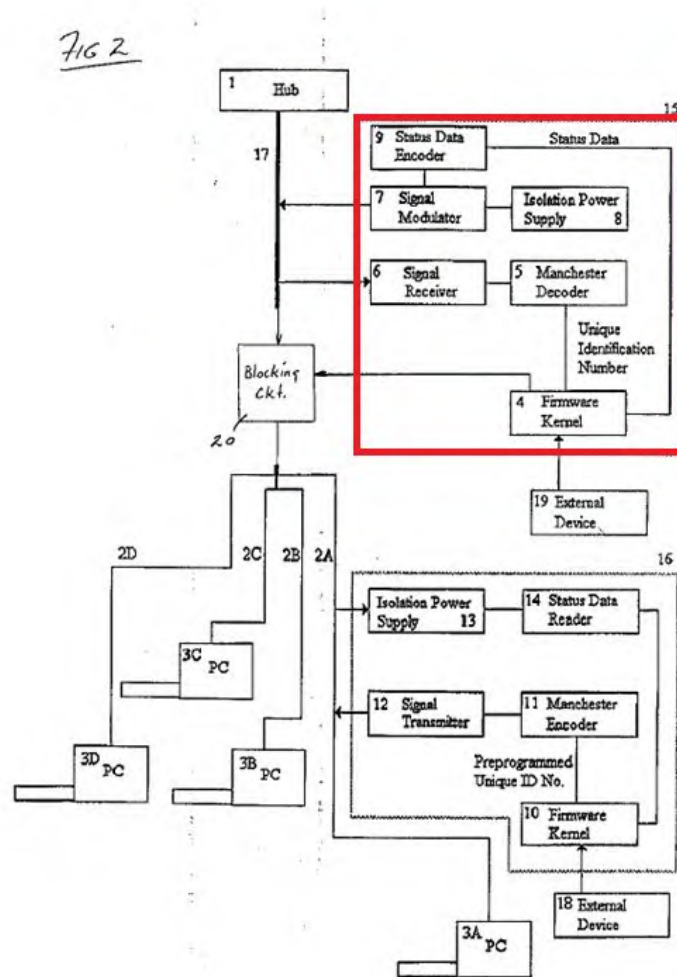 FIG 2
1
Hub
15
17
9 Status Data
Encoder
Status Data
7 Signal
Modulator
Isolation Power
Supply 8
6 Signal
Receiver
5 Manchester
Decoder
Unique
Identification
Number
Blocking
Ckt.
20
4 Firmware
Kernel
19 External
Device
2D
2C
2B
2A
16
Isolation Power
Supply 13
14 Status Data
Reader
3C
PC
12 Signal
Transmitter
11 Manchester
Encoder
3D PC
3B
PC
Preprogrammed
Unique ID No.
10 Firmware
Kernel
18 External
Device
3A PC